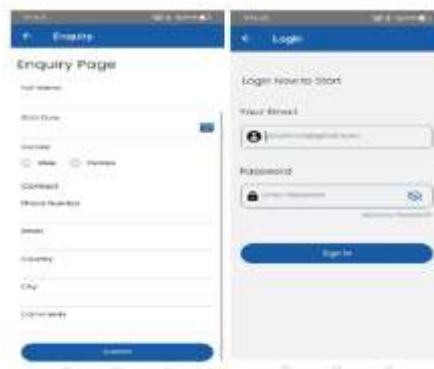 Enquiry
Enquiry Page
Full Name
Birth Date
Gender
Male Female
Contact
Phone Number
Email
Country
City
Comments
Submit
Login
Login Now to Start
Your Email
Password
Sign In